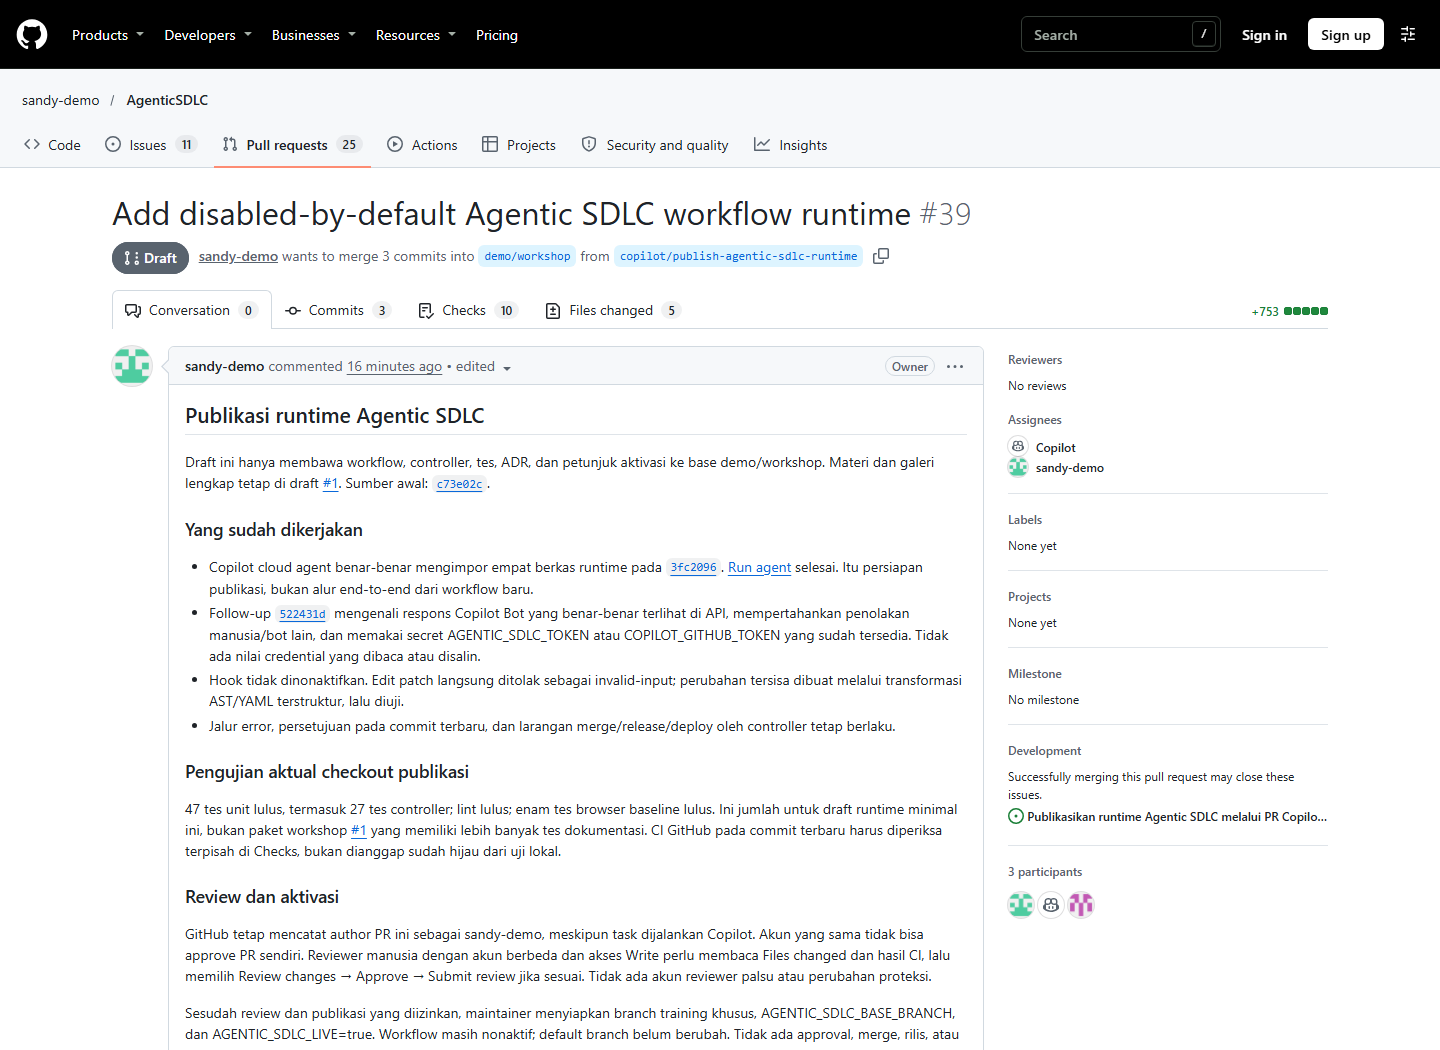 Products Developers Businesses Resources Pricing Search / Sign in Sign up
sandy-demo / AgenticSDLC
Code Issues 11 Pull requests 25 Actions Projects Security and quality Insights
Add disabled-by-default Agentic SDLC workflow runtime #39
Draft sandy-demo wants to merge 3 commits into demo/workshop from copilot/publish-agentic-sdlc-runtime
Conversation 0 Commits 3 Checks 10 Files changed 5 +753
sandy-demo commented 16 minutes ago • edited Owner
Publikasi runtime Agentic SDLC
Draft ini hanya membawa workflow, controller, tes, ADR, dan petunjuk aktivasi ke base demo/workshop. Materi dan galeri
lengkap tetap di draft #1. Sumber awal: c73e02c .
Yang sudah dikerjakan
Copilot cloud agent benar-benar mengimpor empat berkas runtime pada 3fc2096 . Run agent selesai. Itu persiapan
publikasi, bukan alur end-to-end dari workflow baru.
Follow-up 522431d mengenali respons Copilot Bot yang benar-benar terlihat di API, mempertahankan penolakan
manusia/bot lain, dan memakai secret AGENTIC_SDLC_TOKEN atau COPILOT_GITHUB_TOKEN yang sudah tersedia. Tidak
ada nilai credential yang dibaca atau disalin.
Hook tidak dinonaktifkan. Edit patch langsung ditolak sebagai invalid-input; perubahan tersisa dibuat melalui transformasi
AST/YAML terstruktur, lalu diuji.
Jalur error, persetujuan pada commit terbaru, dan larangan merge/release/deploy oleh controller tetap berlaku.
Pengujian aktual checkout publikasi
47 tes unit lulus, termasuk 27 tes controller; lint lulus; enam tes browser baseline lulus. Ini jumlah untuk draft runtime minimal
ini, bukan paket workshop #1 yang memiliki lebih banyak tes dokumentasi. CI GitHub pada commit terbaru harus diperiksa
terpisah di Checks, bukan dianggap sudah hijau dari uji lokal.
Review dan aktivasi
GitHub tetap mencatat author PR ini sebagai sandy-demo, meskipun task dijalankan Copilot. Akun yang sama tidak bisa
approve PR sendiri. Reviewer manusia dengan akun berbeda dan akses Write perlu membaca Files changed dan hasil CI, lalu
memilih Review changes → Approve → Submit review jika sesuai. Tidak ada akun reviewer palsu atau perubahan proteksi.
Sesudah review dan publikasi yang diizinkan, maintainer menyiapkan branch training khusus, AGENTIC_SDLC_BASE_BRANCH,
dan AGENTIC_SDLC_LIVE=true. Workflow masih nonaktif; default branch belum berubah. Tidak ada approval, merge, rilis, atau
Reviewers
No reviews
Assignees
Copilot
sandy-demo
Labels
None yet
Projects
None yet
Milestone
No milestone
Development
Successfully merging this pull request may close these
issues.
Publikasikan runtime Agentic SDLC melalui PR Copilo...
3 participants